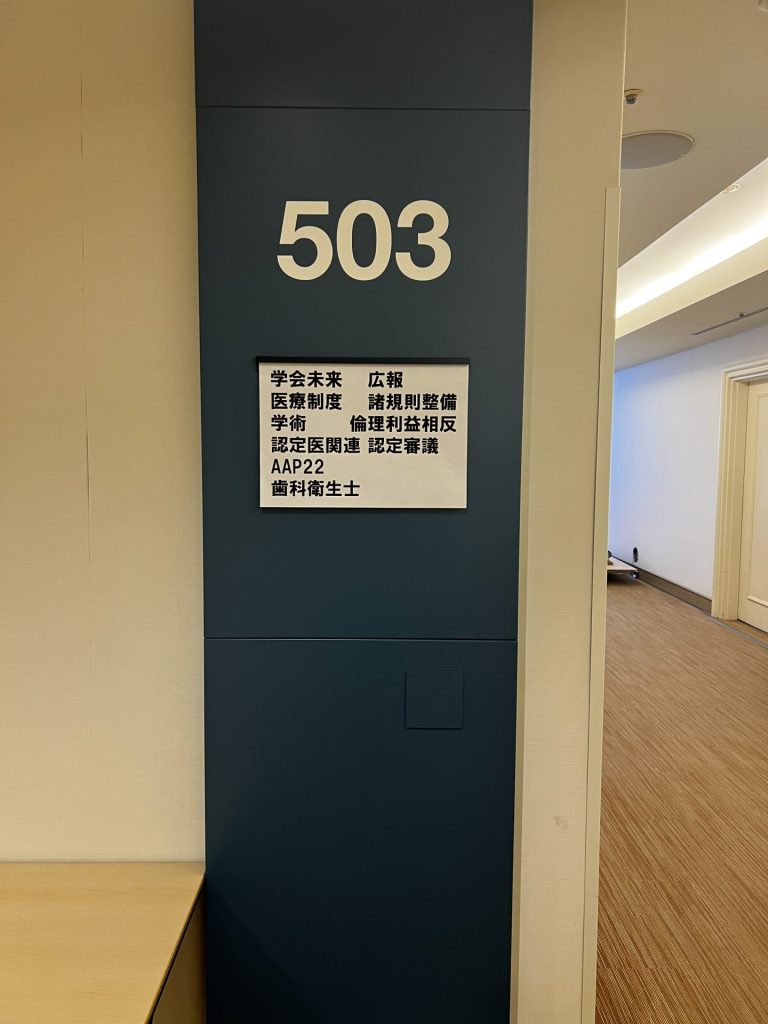 503
学会未来 広報
医療制度 諸規則整備
学術 倫理利益相反
認定医関連 認定審議
AAP22
歯科衛生士